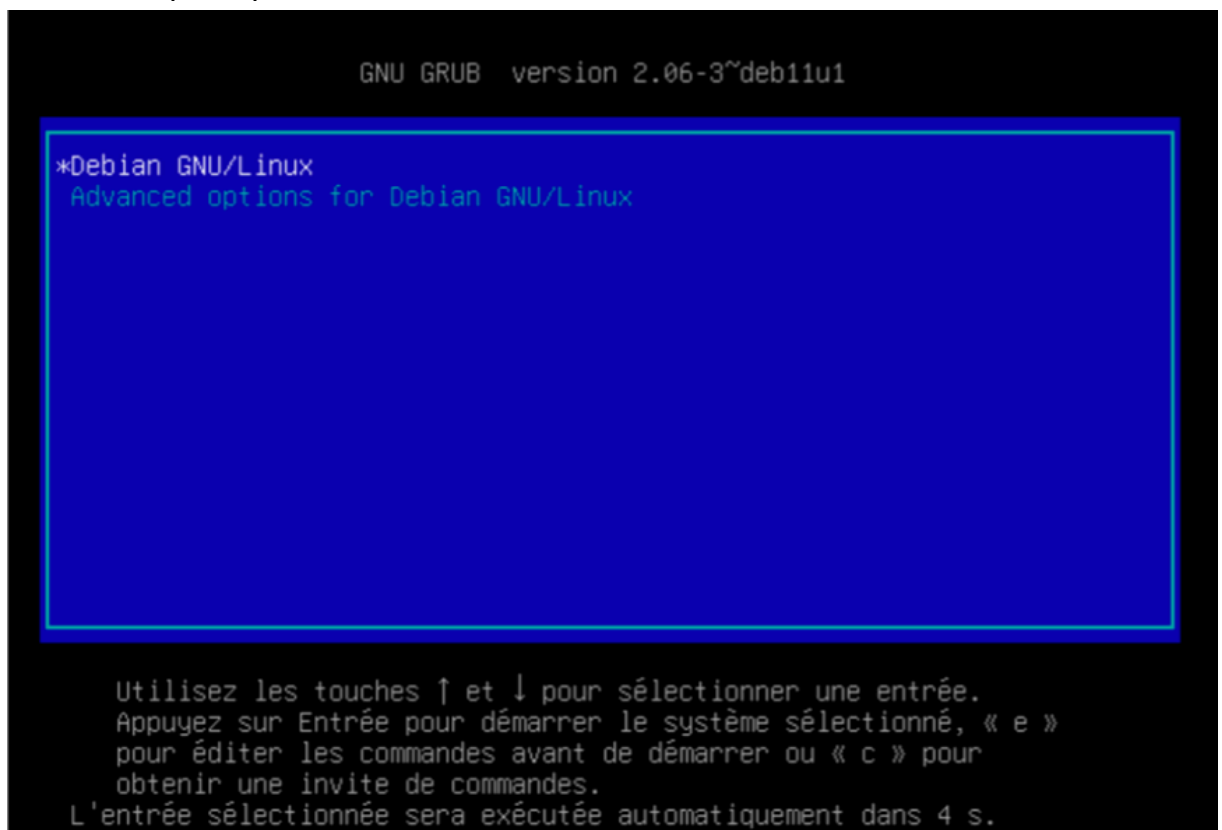 GNU GRUB version 2.06-3~deb11u1
*Debian GNU/Linux
Advanced options for Debian GNU/Linux
Utilisez les touches ↑ et ↓ pour sélectionner une entrée.
Appuyez sur Entrée pour démarrer le système sélectionné, « e »
pour éditer les commandes avant de démarrer ou « c » pour
obtenir une invite de commandes.
L'entrée sélectionnée sera exécutée automatiquement dans 4 s.